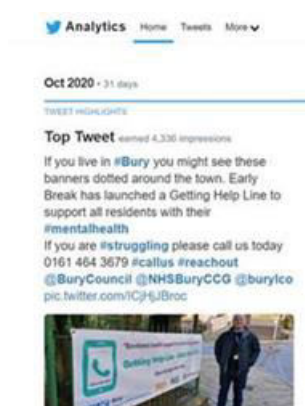 Analytics Home Tweets More
Oct 2020 • 31 days
TWEET HIGHLIGHTS
Top Tweet earned 4,330 impressions
If you live in #Bury you might see these
banners dotted around the town. Early
Break has launched a Getting Help Line to
support all residents with their
#mentalhealth
If you are #struggling please call us today
0161 464 3679 #callus #reachout
@BuryCouncil @NHSBuryCCG @burylco
pic.twitter.com/ICjHjJBroc
Getting Help Line